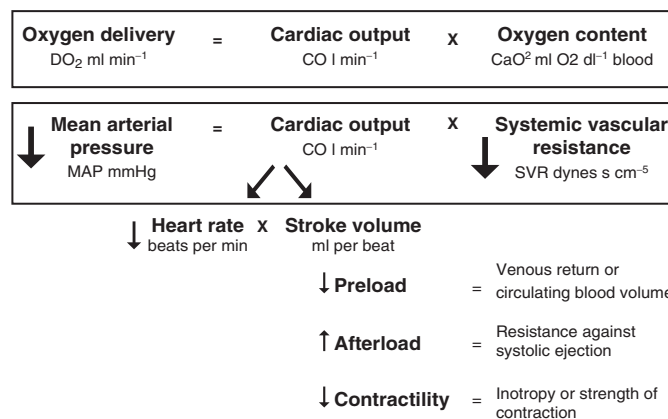 Oxygen delivery = Cardiac output x Oxygen content
DO₂ ml min⁻¹ CO l min⁻¹ CaO² ml O2 dl⁻¹ blood
Mean arterial pressure = Cardiac output x Systemic vascular resistance
MAP mmHg CO l min⁻¹ SVR dynes s cm⁻⁵
Heart rate x Stroke volume
beats per min ml per beat
↓ Preload = Venous return or
circulating blood volume
↑ Afterload = Resistance against
systolic ejection
↓ Contractility = Inotropy or strength of
contraction